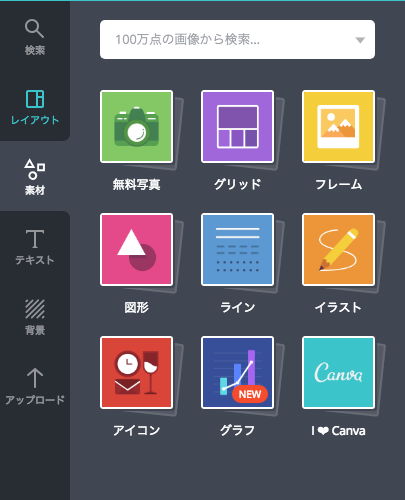 100万点の画像から検索...
検索
レイアウト
素材
テキスト
背景
アップロード
無料写真
グリッド
フレーム
図形
ライン
イラスト
NEW
Canva
アイコン
グラフ
I ❤ Canva